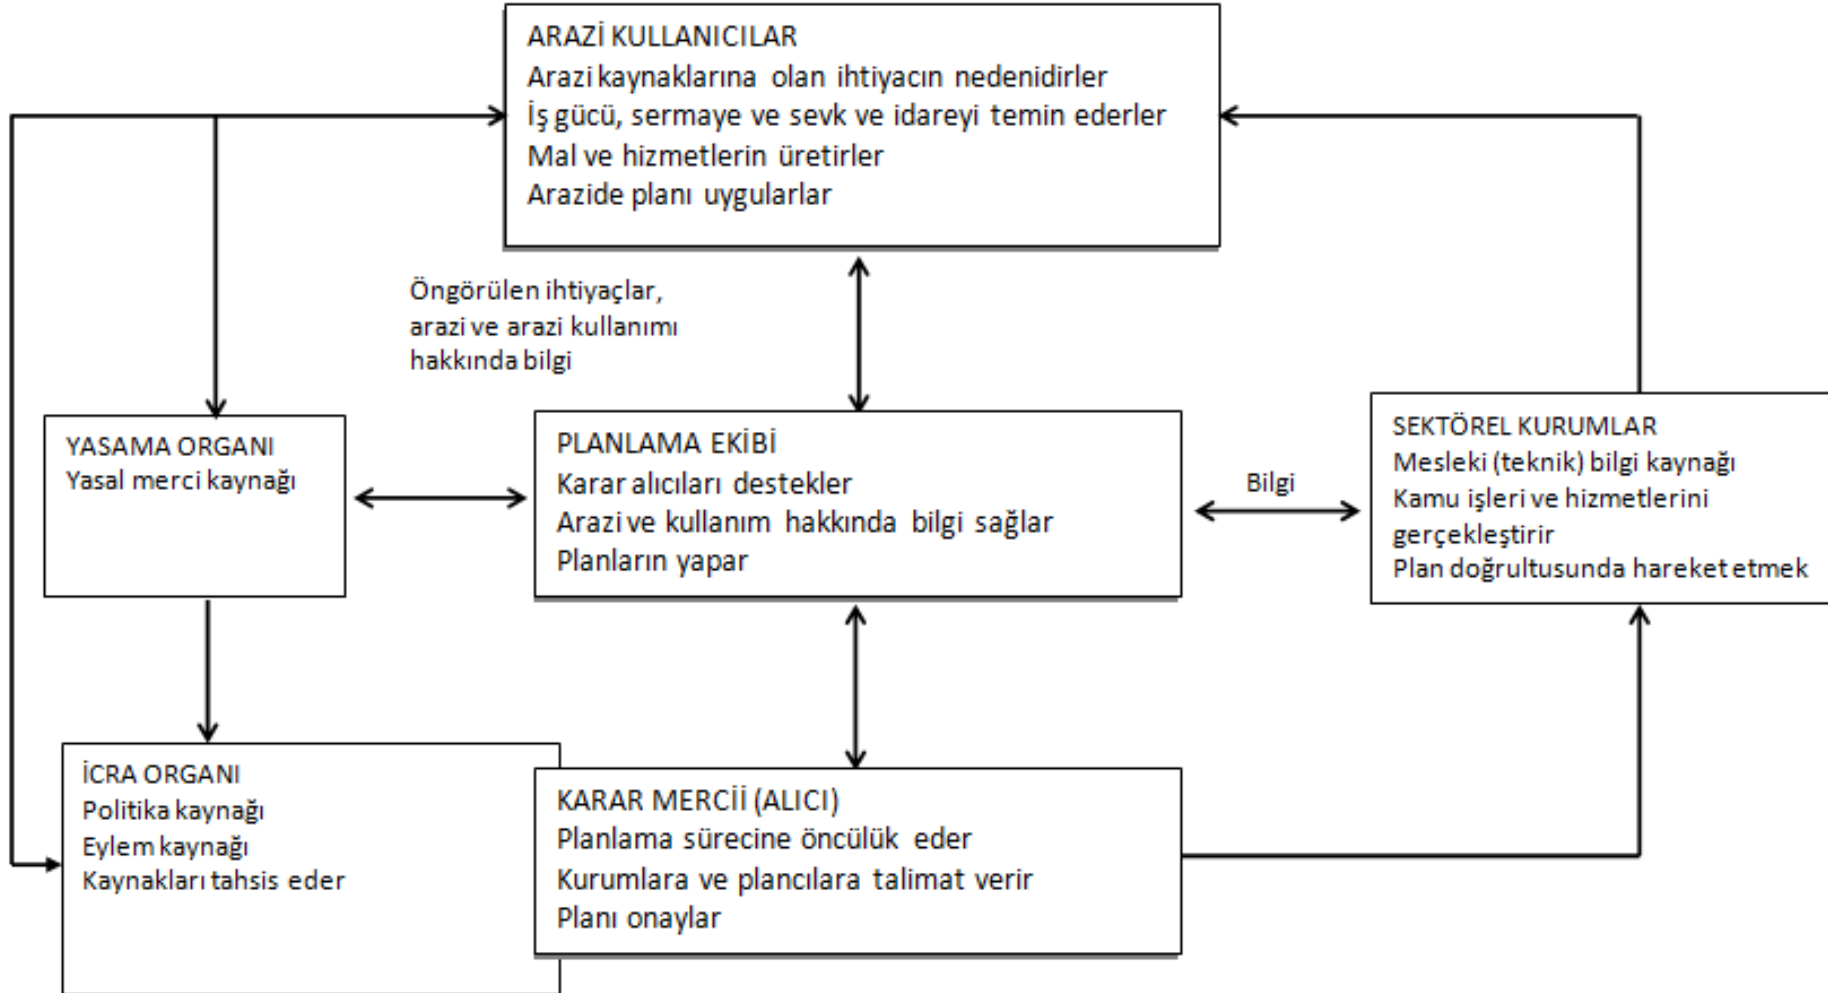 ARAZİ KULLANICILAR
Arazi kaynaklarına olan ihtiyacın nedenidirler
İş gücü, sermaye ve sevk ve idareyi temin ederler
Mal ve hizmetlerin üretirler
Arazide planı uygularlar
Öngörülen ihtiyaçlar,
arazi ve arazi kullanımı
hakkında bilgi
YASAMA ORGANI
Yasal merci kaynağı
PLANLAMA EKİBİ
Karar alıcıları destekler
Arazi ve kullanım hakkında bilgi sağlar
Planların yapar
Bilgi
SEKTÖREL KURUMLAR
Mesleki (teknik) bilgi kaynağı
Kamu işleri ve hizmetlerini
gerçekleştirir
Plan doğrultusunda hareket etmek
İCRA ORGANI
Politika kaynağı
Eylem kaynağı
Kaynakları tahsis eder
KARAR MERCİİ (ALICI)
Planlama sürecine öncülük eder
Kurumlara ve plancılara talimat verir
Planı onaylar